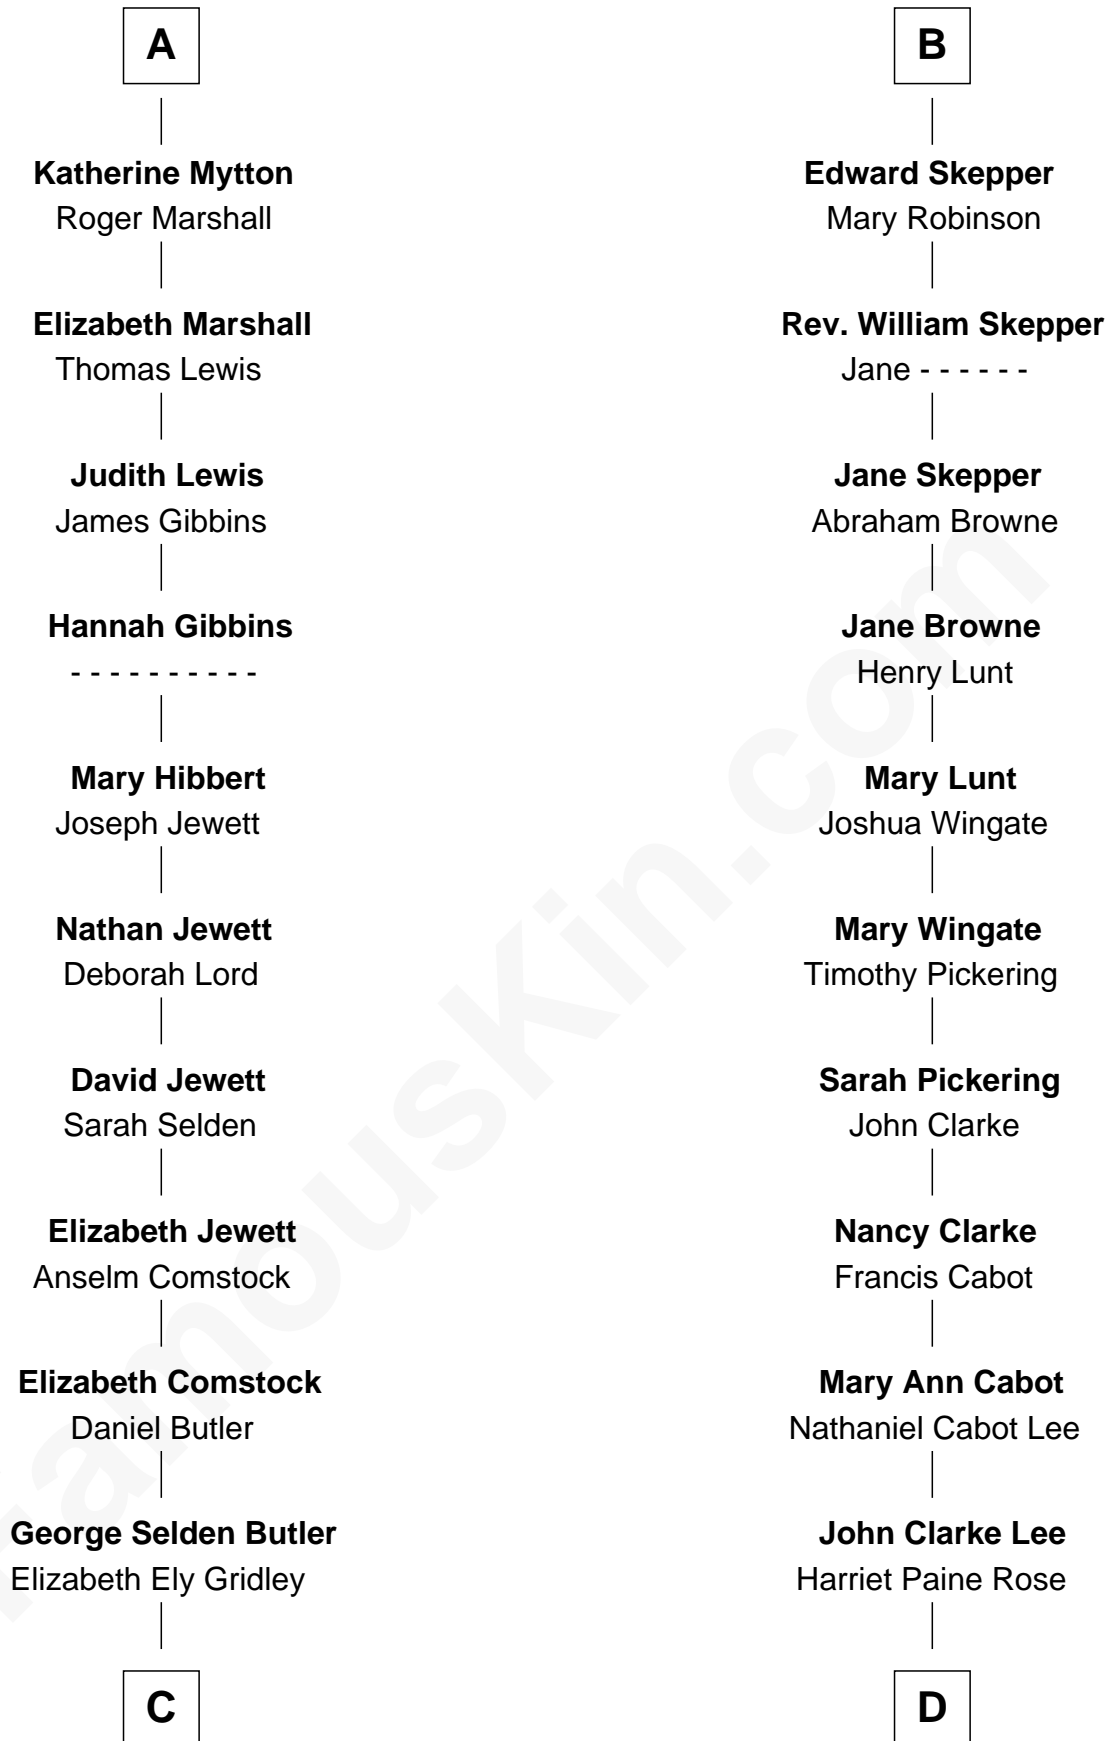 A
Katherine Mytton
Roger Marshall
Elizabeth Marshall
Thomas Lewis
Judith Lewis
James Gibbins
Hannah Gibbins
- - - - - - - - - -
Mary Hibbert
Joseph Jewett
Nathan Jewett
Deborah Lord
David Jewett
Sarah Selden
Elizabeth Jewett
Anselm Comstock
Elizabeth Comstock
Daniel Butler
George Selden Butler
Elizabeth Ely Gridley
C
B
Edward Skepper
Mary Robinson
Rev. William Skepper
Jane - - - - - -
Jane Skepper
Abraham Browne
Jane Browne
Henry Lunt
Mary Lunt
Joshua Wingate
Mary Wingate
Timothy Pickering
Sarah Pickering
John Clarke
Nancy Clarke
Francis Cabot
Mary Ann Cabot
Nathaniel Cabot Lee
John Clarke Lee
Harriet Paine Rose
D
FamousKin.com